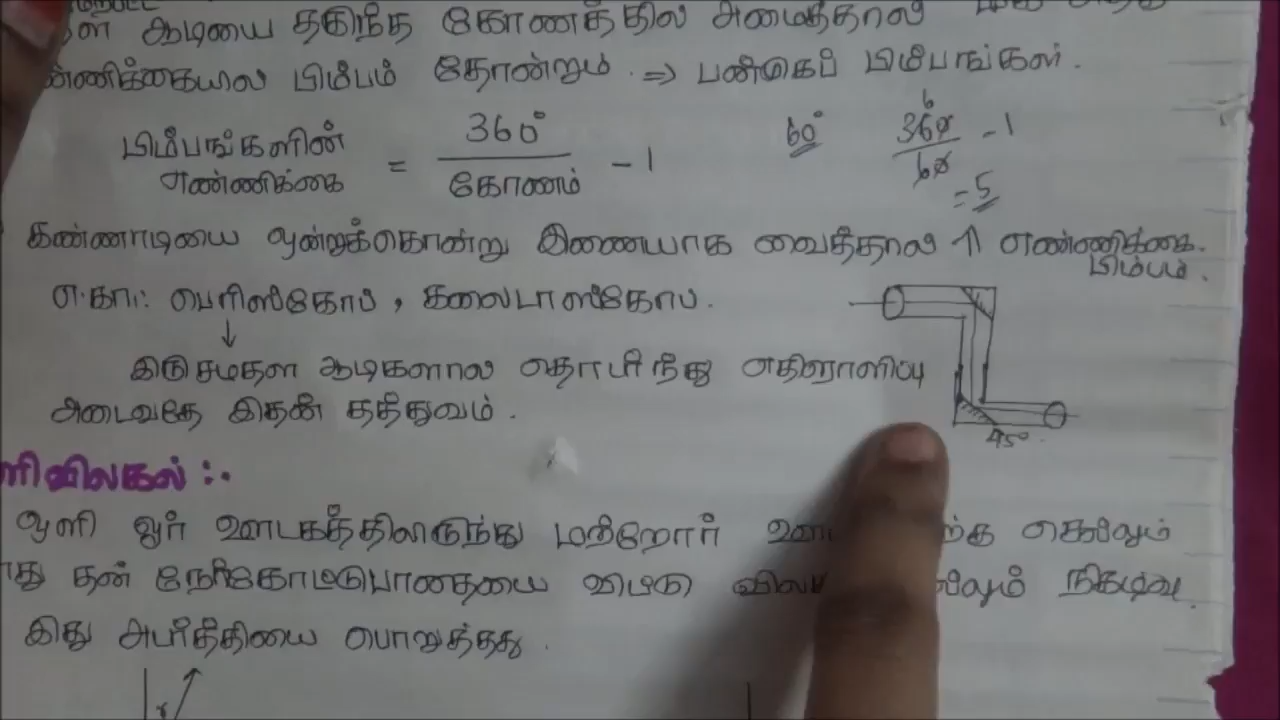 ஆடியை தகுந்த கோணத்தில் அமைத்தால்
பிம்பம் தோன்றும். ⇒ பன்முகப் பிம்பங்கள்.
பிம்பங்களின் எண்ணிக்கை = 360° / கோணம் - 1
60° 360/60 - 1
6
= 5
கண்ணாடியை ஒன்றுக்கொன்று இணையாக வைத்தால் எண்ணிக்கை.
பிம்பம்.
எ.கா: பெரிஸ்கோப், கலைடாஸ்கோப்.
இரு சமதள ஆடிகளால் தொடர்ந்து எதிரொளிப்பு
அடைவதே இதன் தத்துவம்.
45°.
ளிவிலகல் :-
ஒளி ஓர் ஊடகத்திலிருந்து மற்றோர் செல்லும்
தன் நேர்கோட்டுபாதையை விட்டு நிகழ்வு.
இது அடர்த்தியை பொறுத்தது.
r